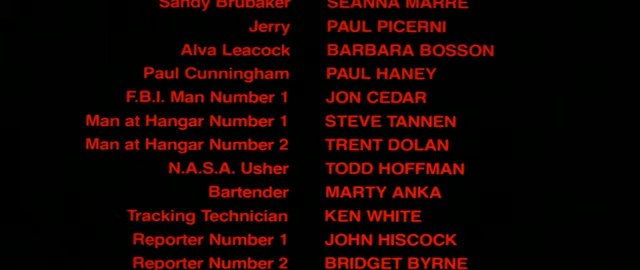 Sandy Brubaker SEANNA MARRE
Jerry PAUL PICERNI
Alva Leacock BARBARA BOSSON
Paul Cunningham PAUL HANEY
F.B.I. Man Number 1 JON CEDAR
Man at Hangar Number 1 STEVE TANNEN
Man at Hangar Number 2 TRENT DOLAN
N.A.S.A. Usher TODD HOFFMAN
Bartender MARTY ANKA
Tracking Technician KEN WHITE
Reporter Number 1 JOHN HISCOCK
Reporter Number 2 BRIDGET BYRNE